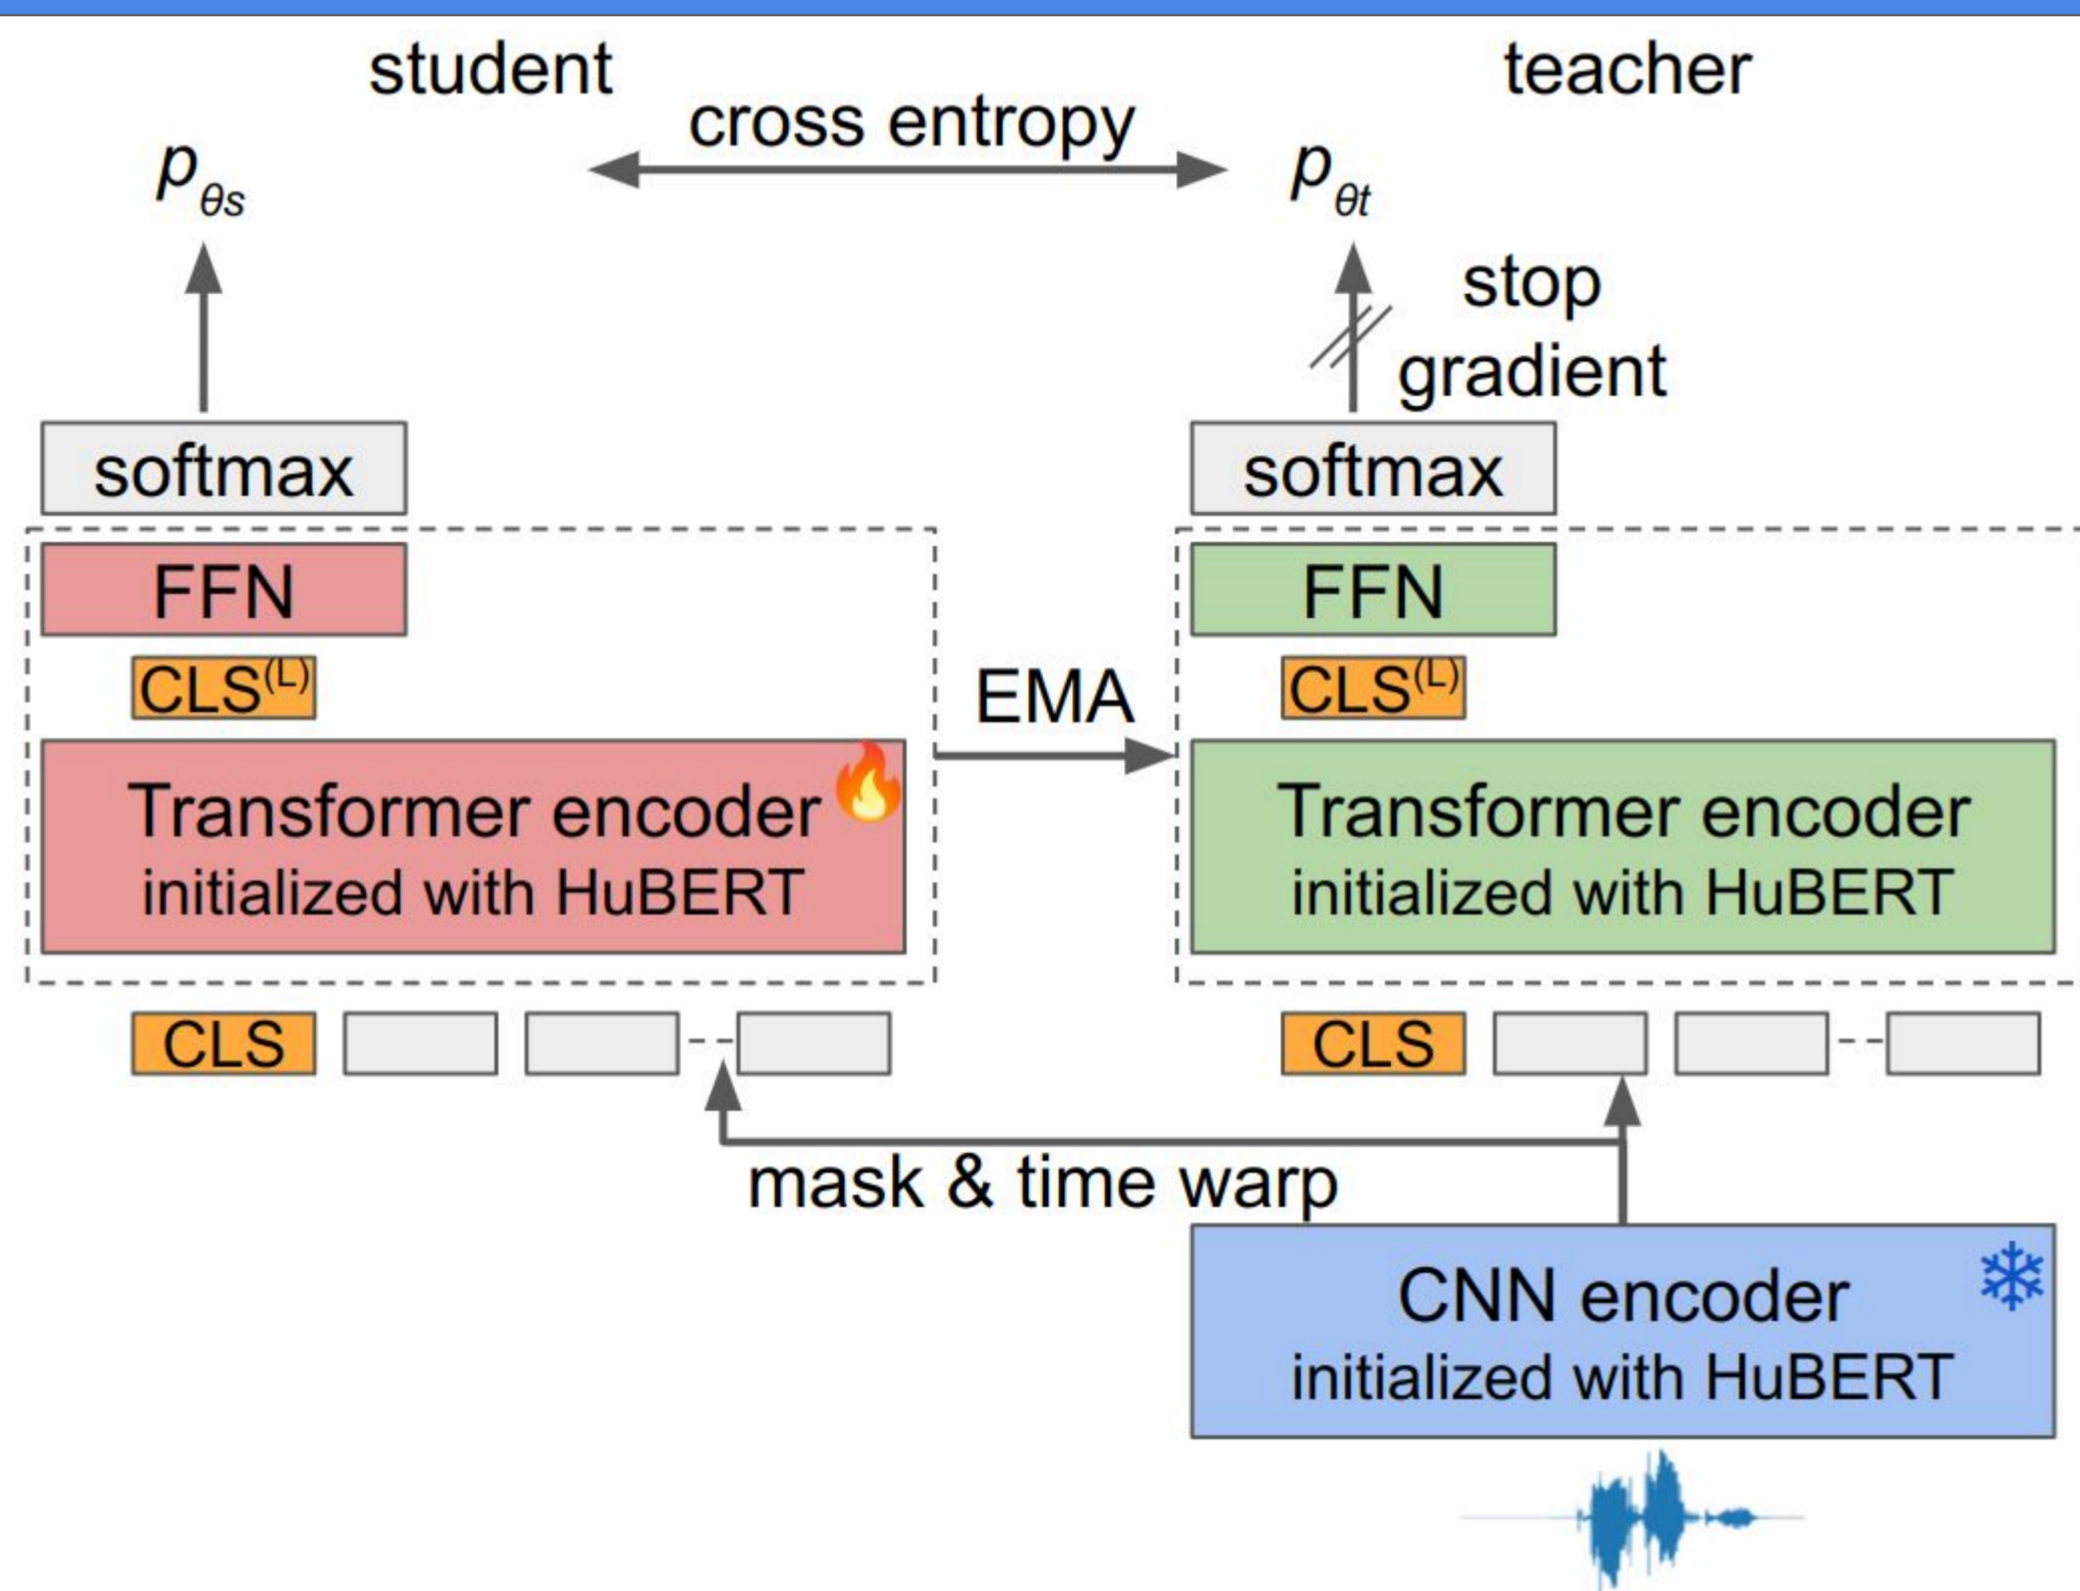 student
teacher
cross entropy
pθs
pθt
stop
gradient
softmax
softmax
FFN
FFN
CLS(L)
CLS(L)
EMA
Transformer encoder
initialized with HuBERT
Transformer encoder
initialized with HuBERT
CLS
CLS
mask & time warp
CNN encoder
initialized with HuBERT